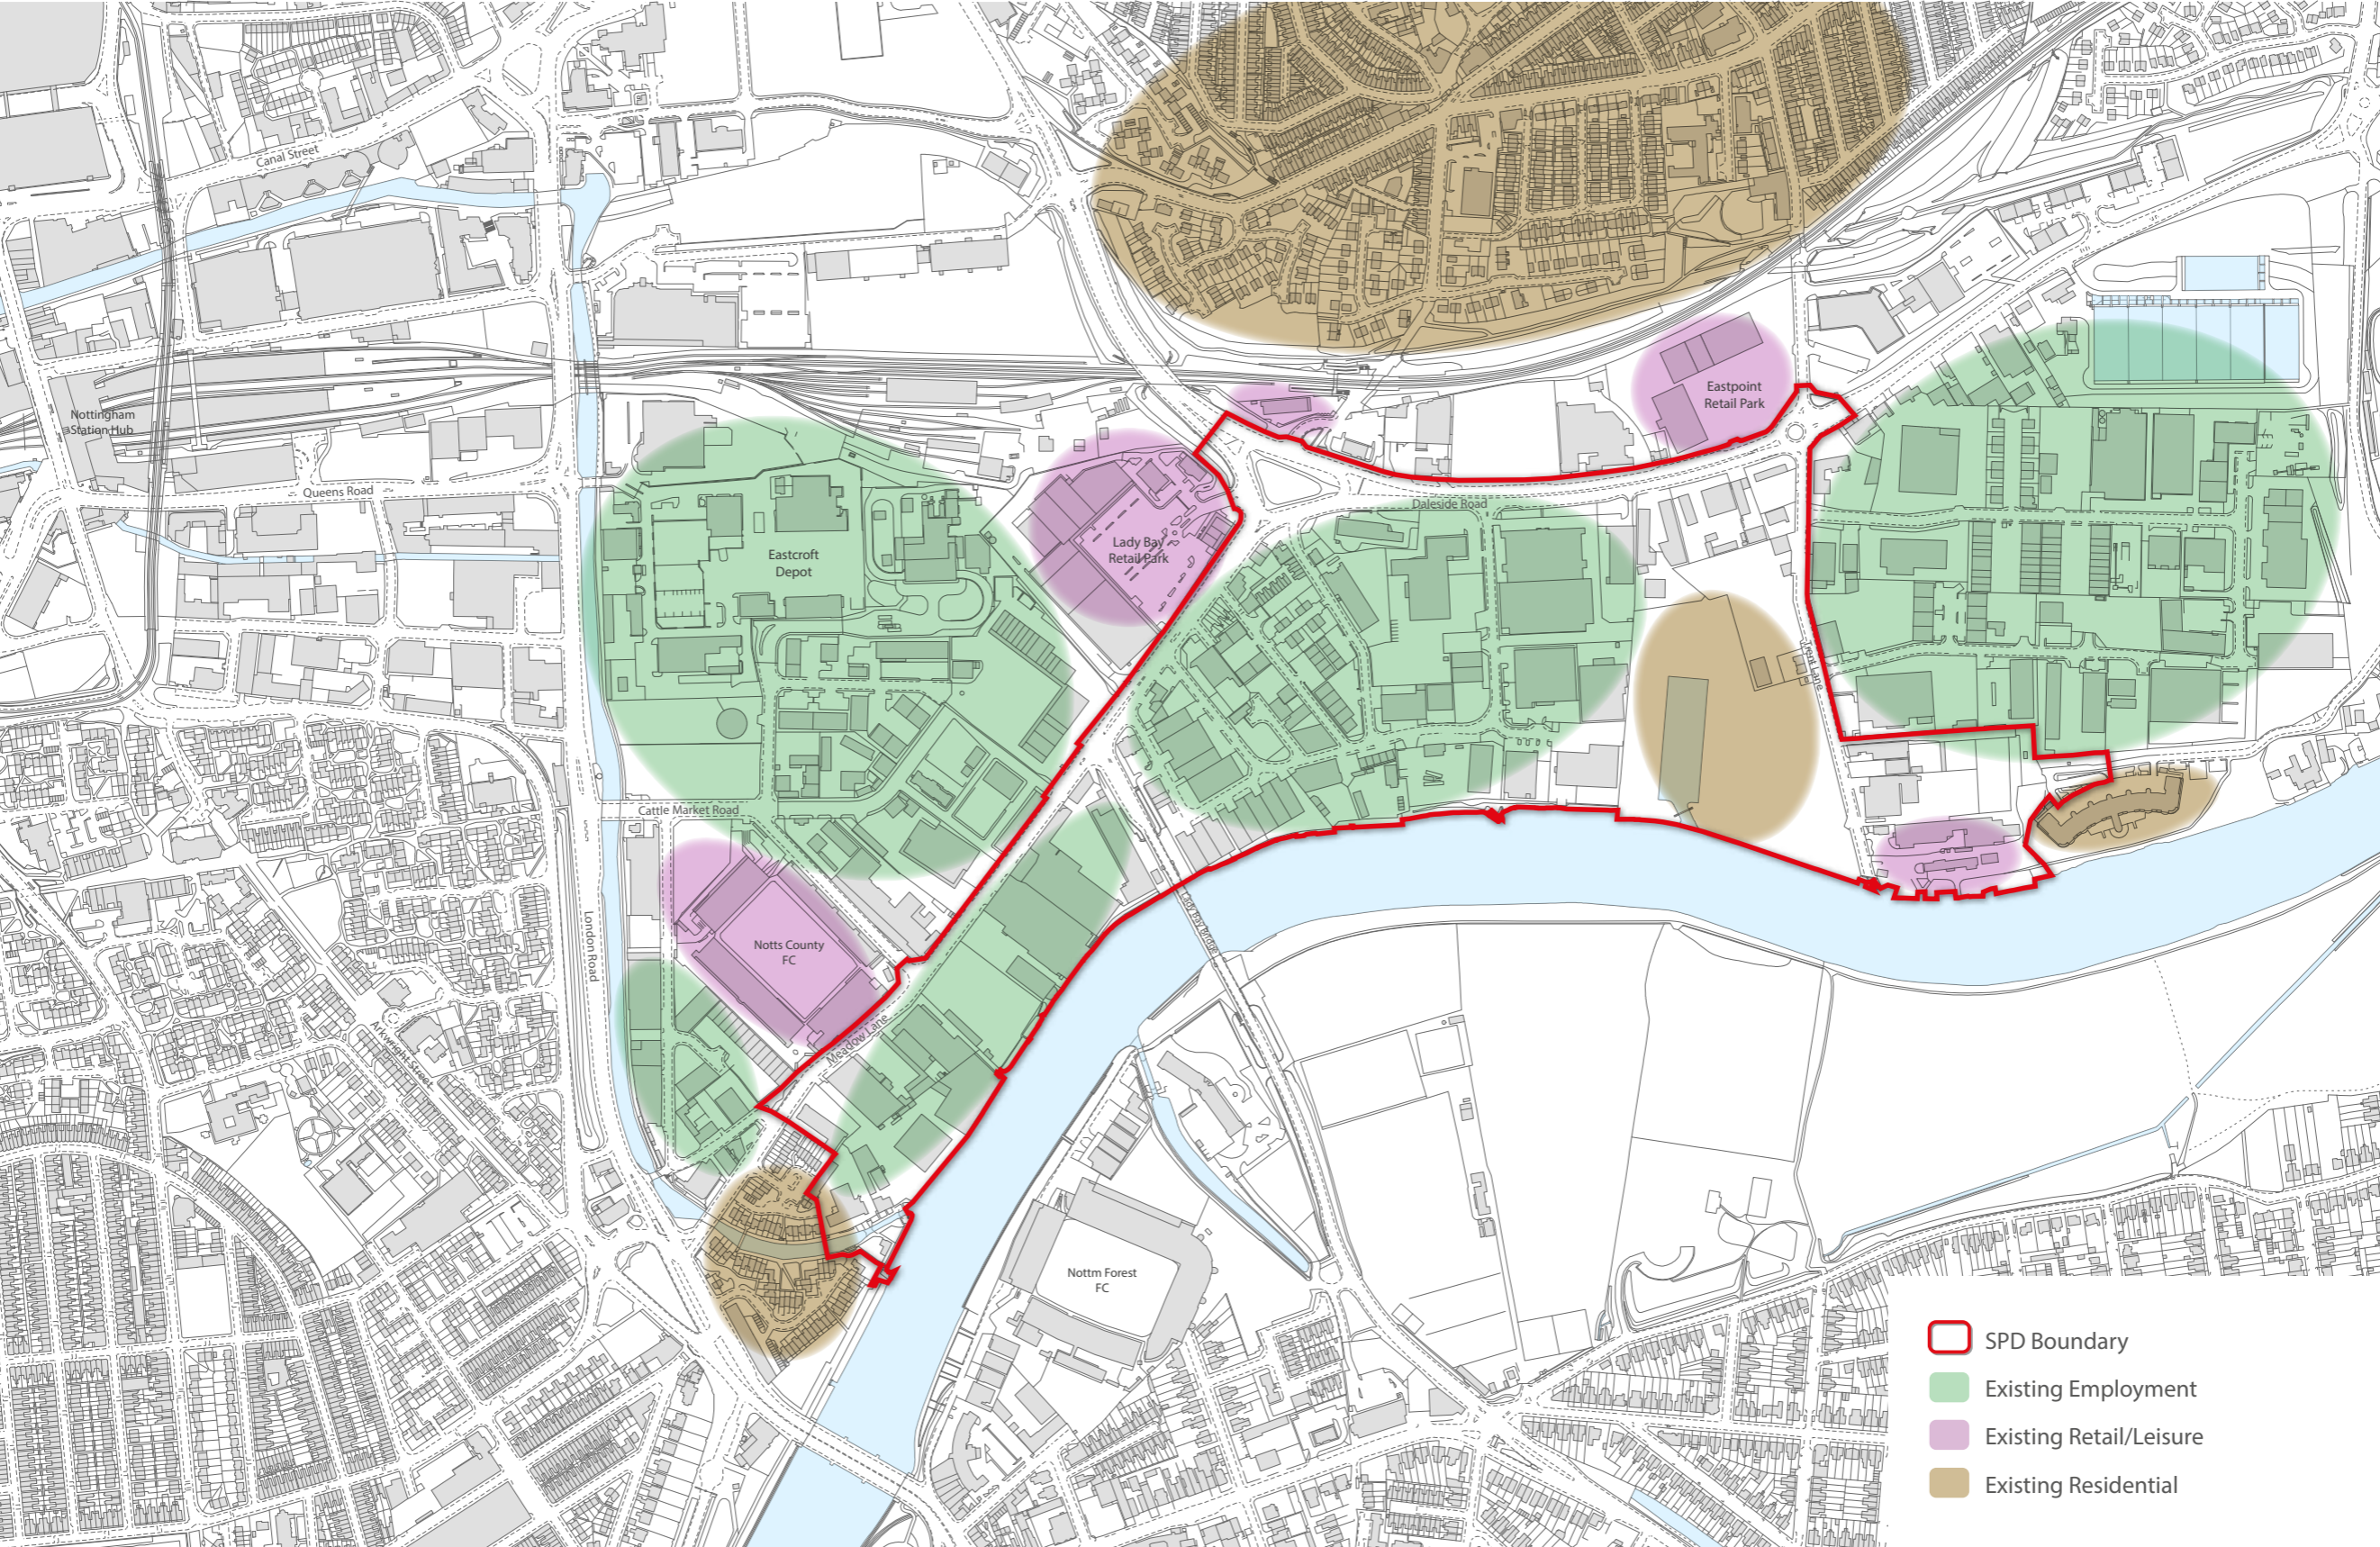 Canal Street
Nottingham
Station Hub
Queens Road
Eastpoint
Retail Park
Daleside Road
Lady Bay
Retail Park
Eastcroft
Depot
Trent Lane
Cattle Market Road
London Road
Notts County
FC
Lady Bay Bridge
Meadow Lane
Arkwright Street
Nottm Forest
FC
SPD Boundary
Existing Employment
Existing Retail/Leisure
Existing Residential